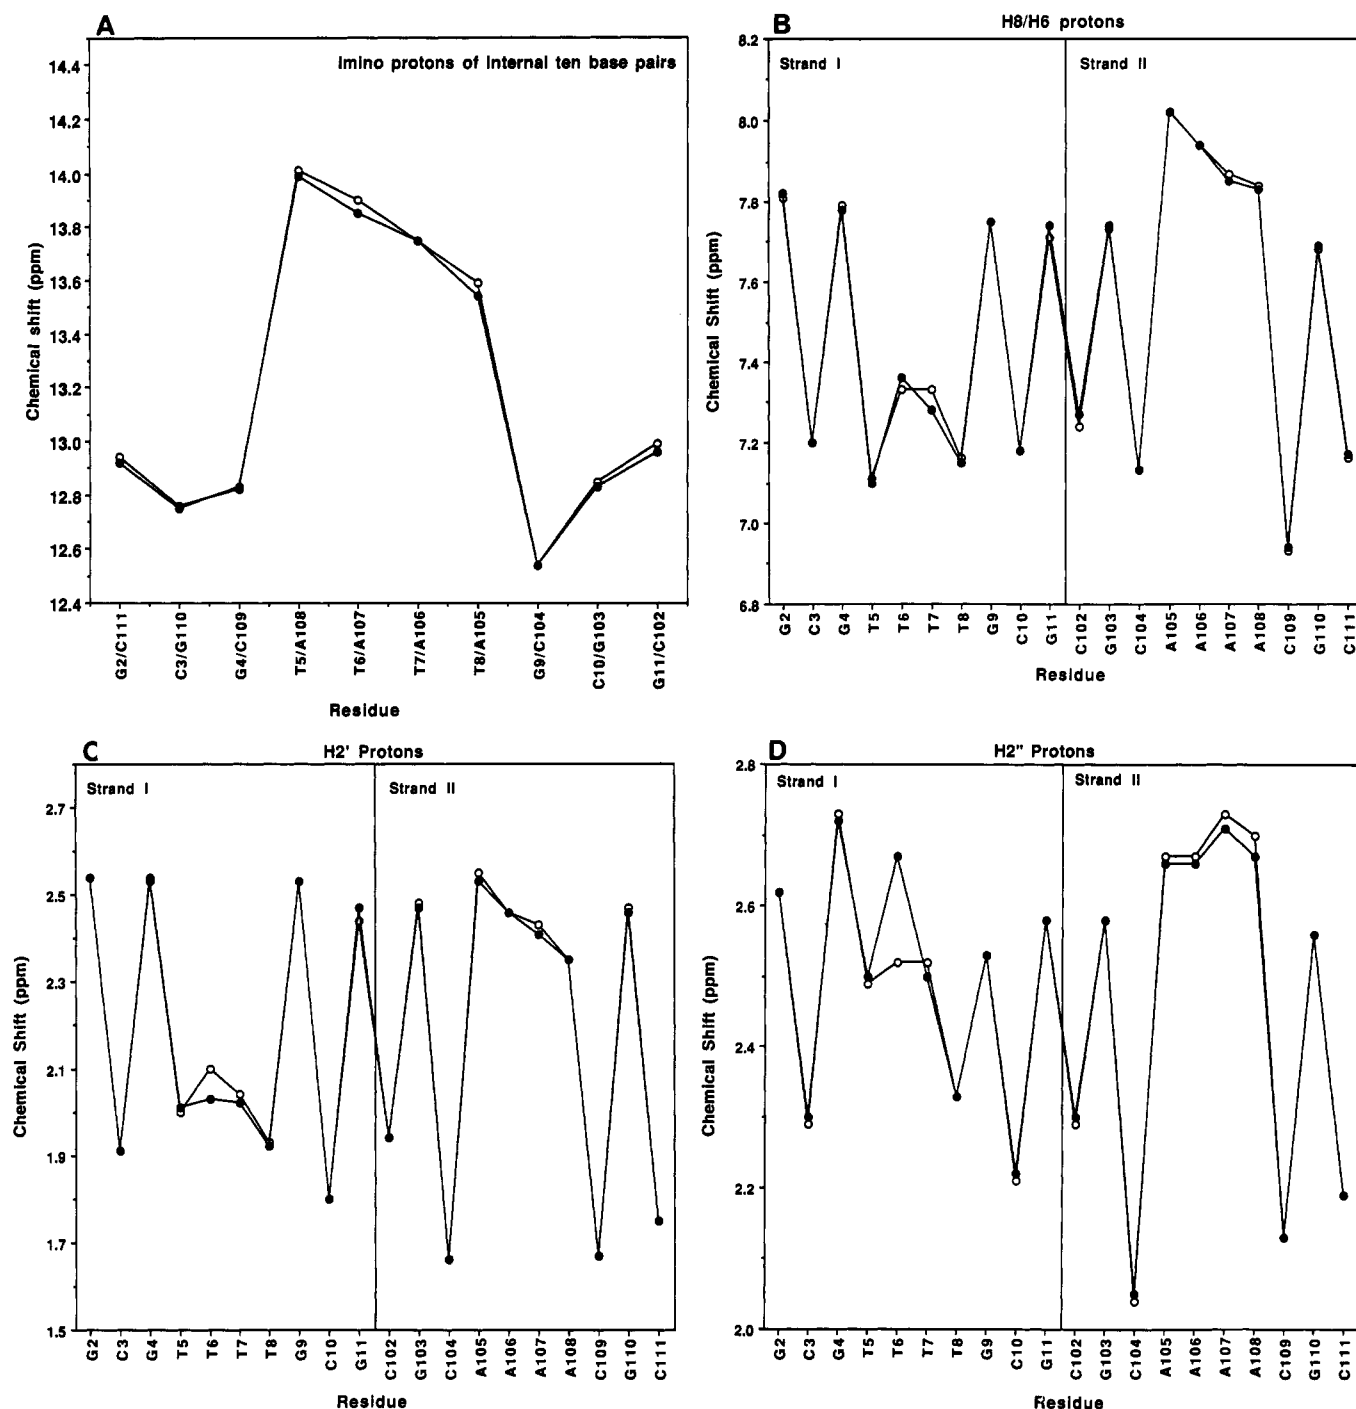 A
Imino protons of internal ten base pairs
Chemical shift (ppm)
14.4
14.2
14.0
13.8
13.6
13.4
13.2
13.0
12.8
12.6
12.4
G2/C111
C3/G110
G4/C109
T5/A108
T6/A107
T7/A106
T8/A105
G9/C104
C10/G103
G11/C102
Residue
B
H8/H6 protons
Strand I
Strand II
Chemical Shift (ppm)
8.2
8.0
7.8
7.6
7.4
7.2
7.0
6.8
G2
C3
G4
T5
T6
T7
T8
G9
C10
G11
C102
G103
C104
A105
A106
A107
A108
C109
G110
C111
Residue
C
H2' Protons
Strand I
Strand II
Chemical Shift (ppm)
2.7
2.5
2.3
2.1
1.9
1.7
1.5
G2
C3
G4
T5
T6
T7
T8
G9
C10
G11
C102
G103
C104
A105
A106
A107
A108
C109
G110
C111
Residue
D
H2" Protons
Strand I
Strand II
Chemical Shift (ppm)
2.8
2.6
2.4
2.2
2.0
G2
C3
G4
T5
T6
T7
T8
G9
C10
G11
C102
G103
C104
A105
A106
A107
A108
C109
G110
C111
Residue